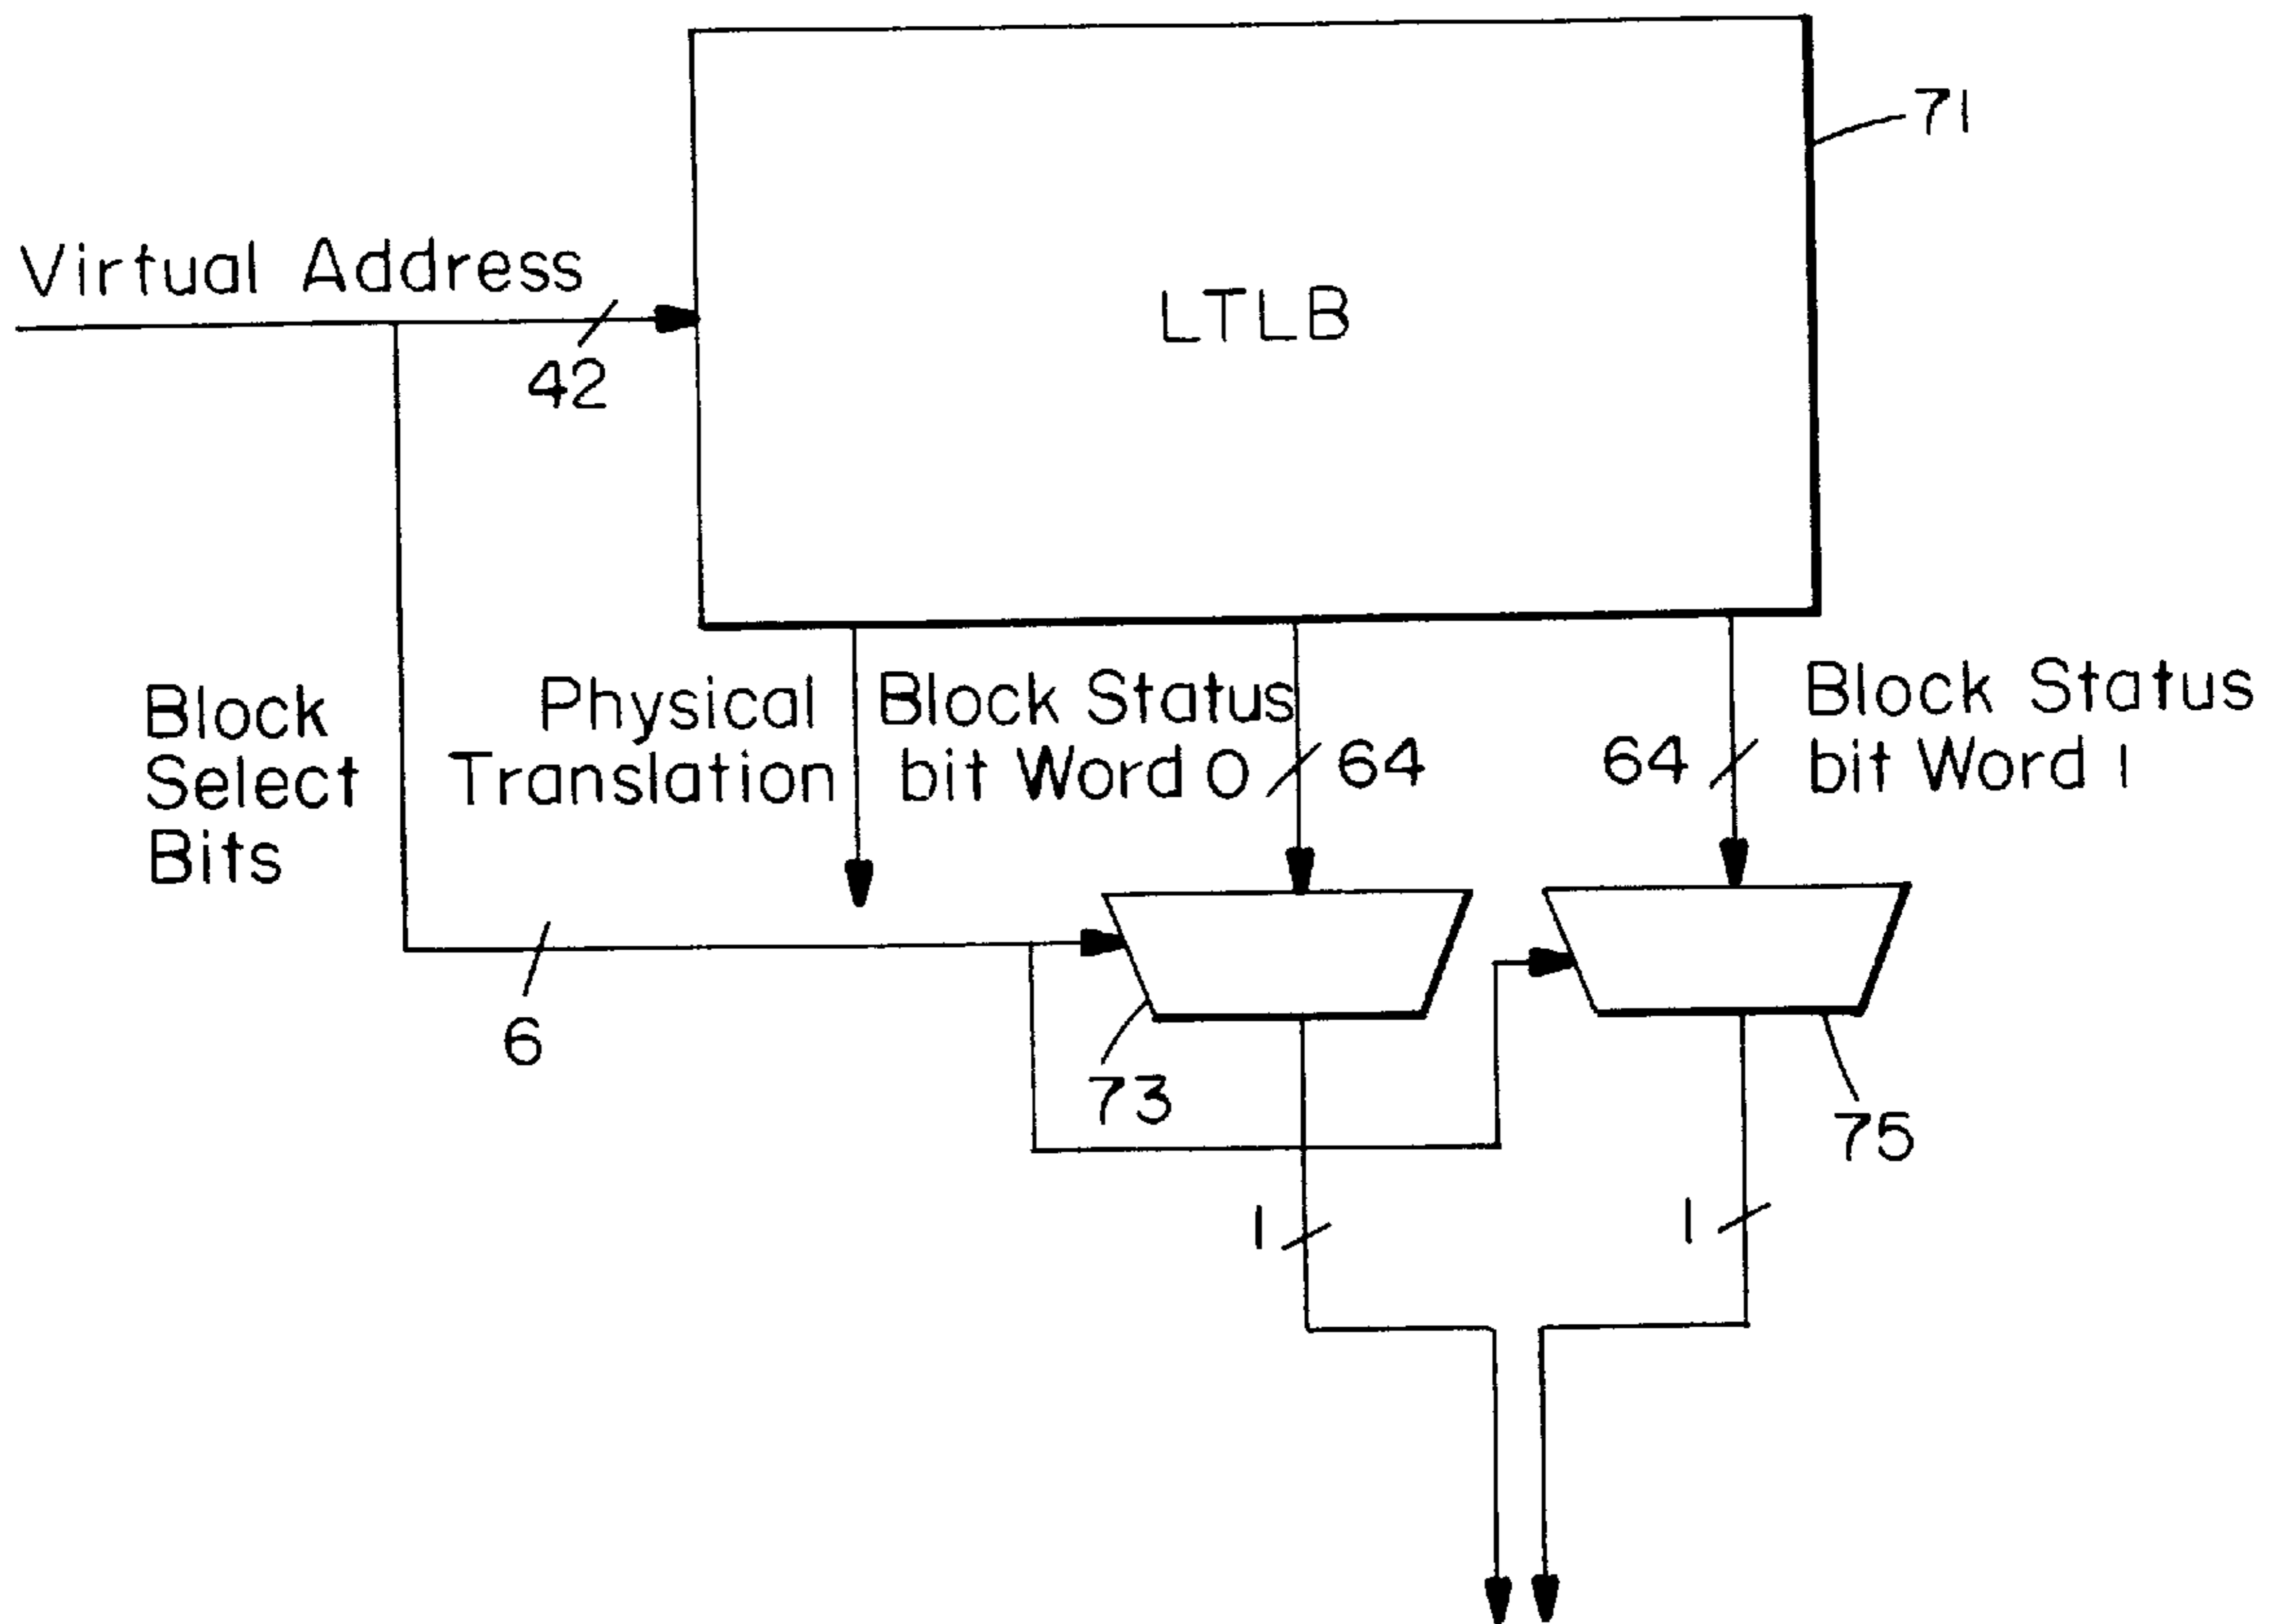 71
Virtual Address
42
LTLB
Block
Select
Bits
Physical
Translation
Block Status
bit Word 0
64
64
Block Status
bit Word 1
6
73
75
1
1